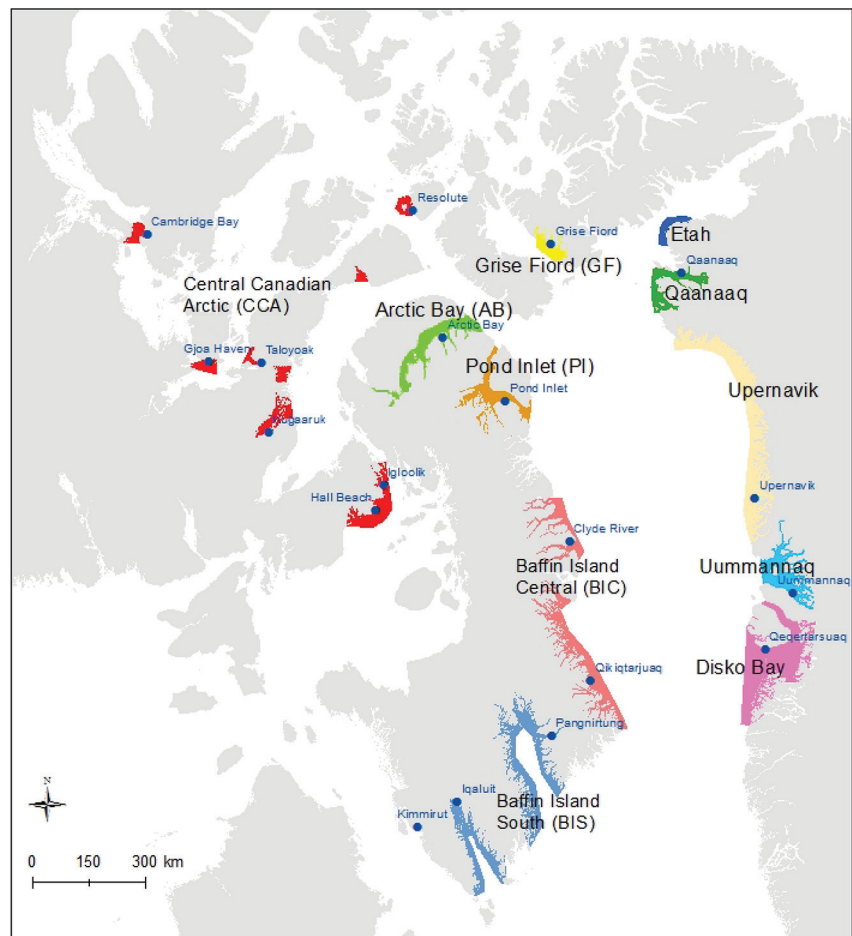 Resolute
Cambridge Bay
Grise Fiord
Etah
Grise Fiord (GF)
Qaanaaq
Qaanaaq
Central Canadian
Arctic (CCA)
Arctic Bay (AB)
Arctic Bay
Gjoa Haven
Taloyoak
Pond Inlet (PI)
Pond Inlet
Upernavik
Igloolik
Hall Beach
Upernavik
Clyde River
Baffin Island
Central (BIC)
Uummannaq
Uummannaq
Qeqertarsuaq
Disko Bay
Qikiqtarjuaq
Pangnirtung
N
Iqaluit
Baffin Island
South (BIS)
Kimmirut
0 150 300 km